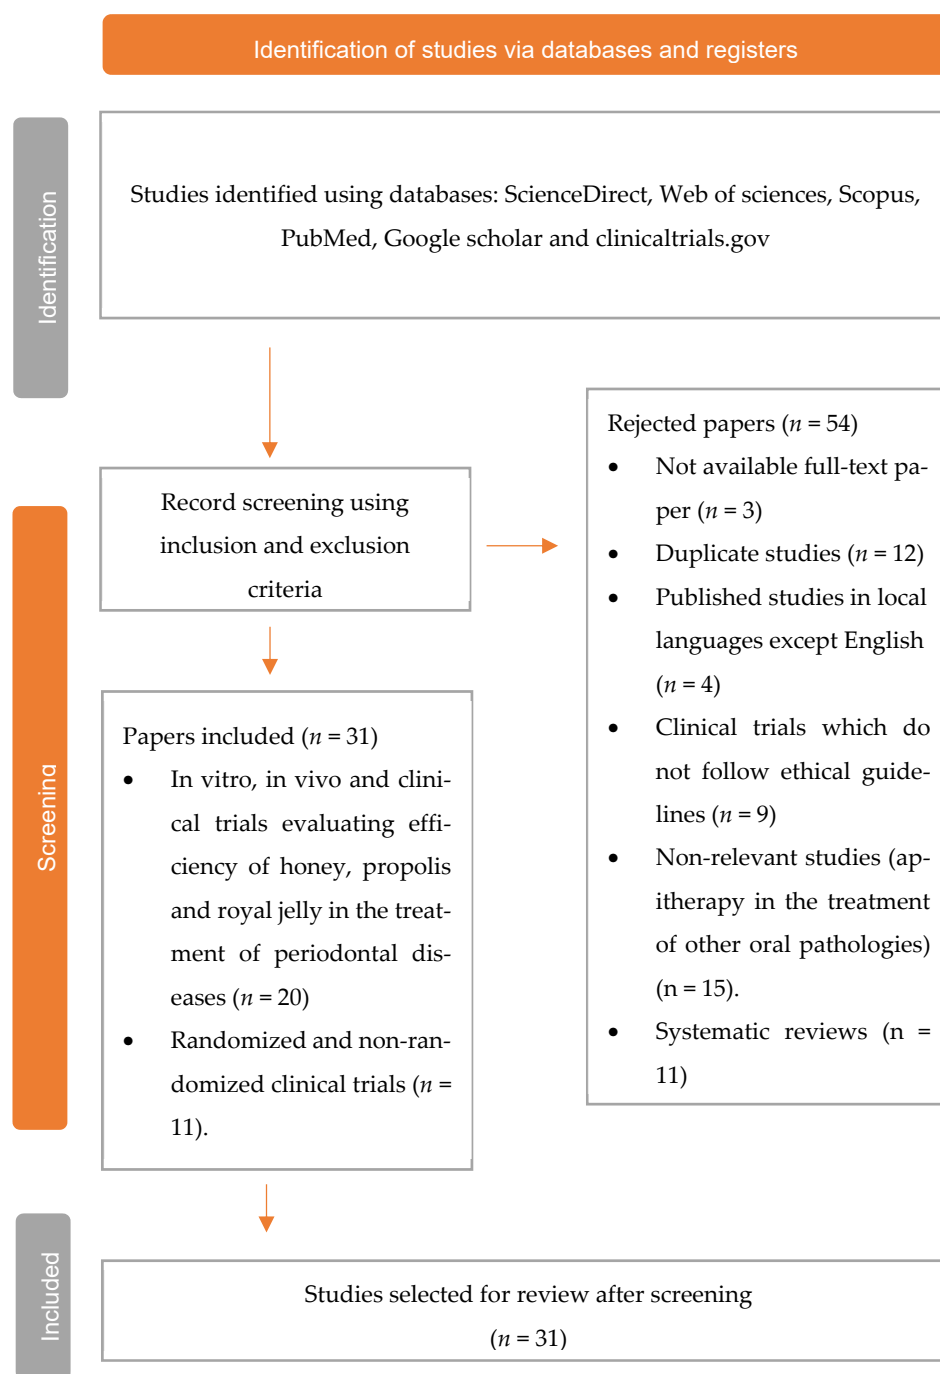 Identification of studies via databases and registers
Identification
Studies identified using databases: ScienceDirect, Web of sciences, Scopus,
PubMed, Google scholar and clinicaltrials.gov
Screening
Record screening using
inclusion and exclusion
criteria
Rejected papers (n = 54)
• Not available full-text pa-
per (n = 3)
• Duplicate studies (n = 12)
• Published studies in local
languages except English
(n = 4)
• Clinical trials which do
not follow ethical guide-
lines (n = 9)
• Non-relevant studies (ap-
itherapy in the treatment
of other oral pathologies)
(n = 15).
• Systematic reviews (n =
11)
Papers included (n = 31)
• In vitro, in vivo and clini-
cal trials evaluating effi-
ciency of honey, propolis
and royal jelly in the treat-
ment of periodontal dis-
eases (n = 20)
• Randomized and non-ran-
domized clinical trials (n =
11).
Included
Studies selected for review after screening
(n = 31)